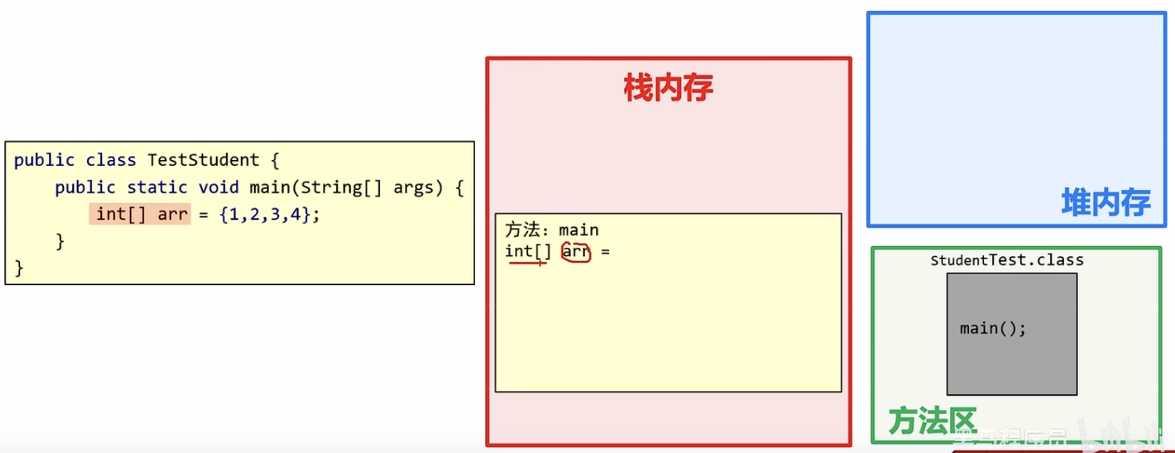 public class TestStudent {
public static void main(String[] args) {
int[] arr = {1,2,3,4};
}
}
栈内存
方法：main
int[] arr =
堆内存
StudentTest.class
main();
方法区